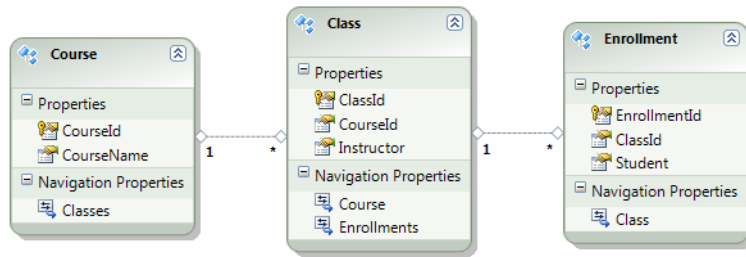 Course
Properties
CourseId
CourseName
Navigation Properties
Classes
1
*
Class
Properties
ClassId
CourseId
Instructor
Navigation Properties
Course
Enrollments
1
*
Enrollment
Properties
EnrollmentId
ClassId
Student
Navigation Properties
Class